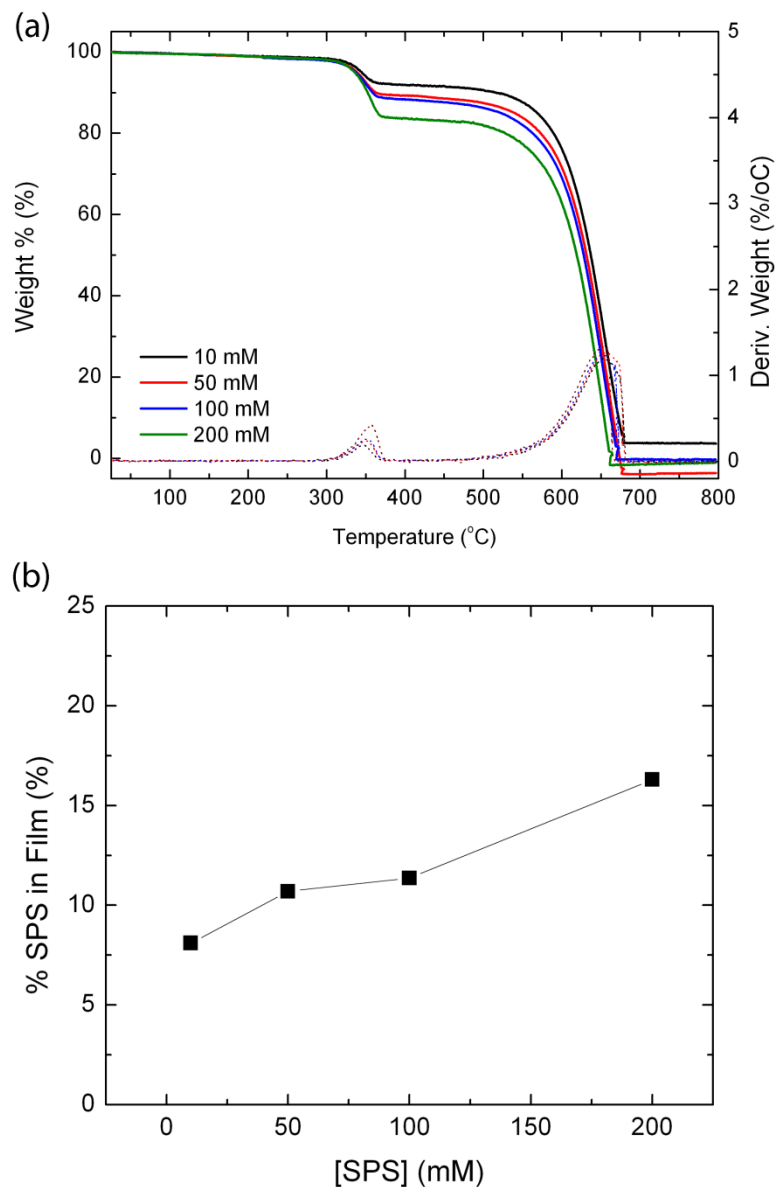 (a)
100
80
60
40
20
0
Weight % (%)
5
4
3
2
1
0
Deriv. Weight (%/oC)
10 mM
50 mM
100 mM
200 mM
100 200 300 400 500 600 700 800
Temperature (°C)
(b)
25
20
15
10
5
0
% SPS in Film (%)
0 50 100 150 200
[SPS] (mM)